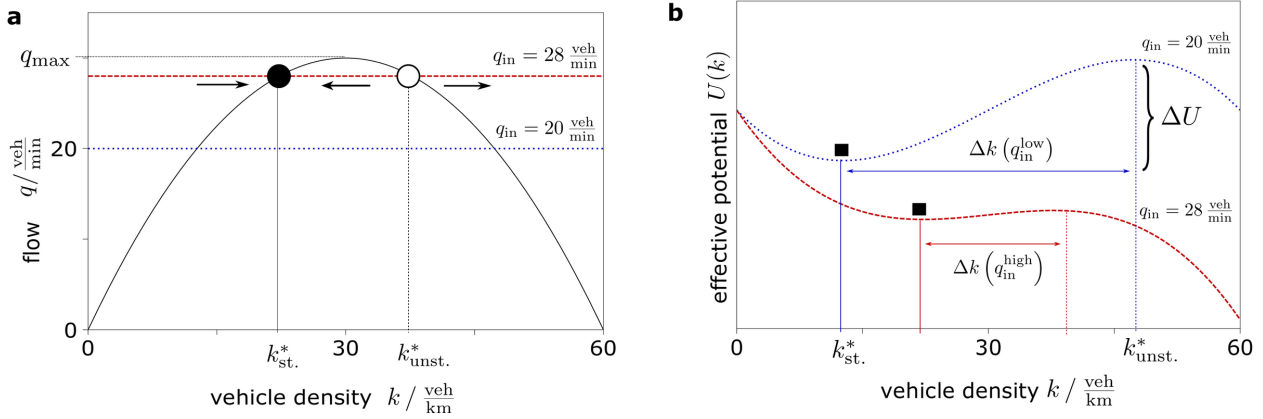 a
q_max
q_in = 28 veh/min
q_in = 20 veh/min
20
0
flow q / veh/min
0
k*_st.
30
k*_unst.
60
vehicle density k / veh/km
b
q_in = 20 veh/min
ΔU
Δk (q_in^low)
q_in = 28 veh/min
Δk (q_in^high)
effective potential U(k)
0
k*_st.
30
k*_unst.
60
vehicle density k / veh/km